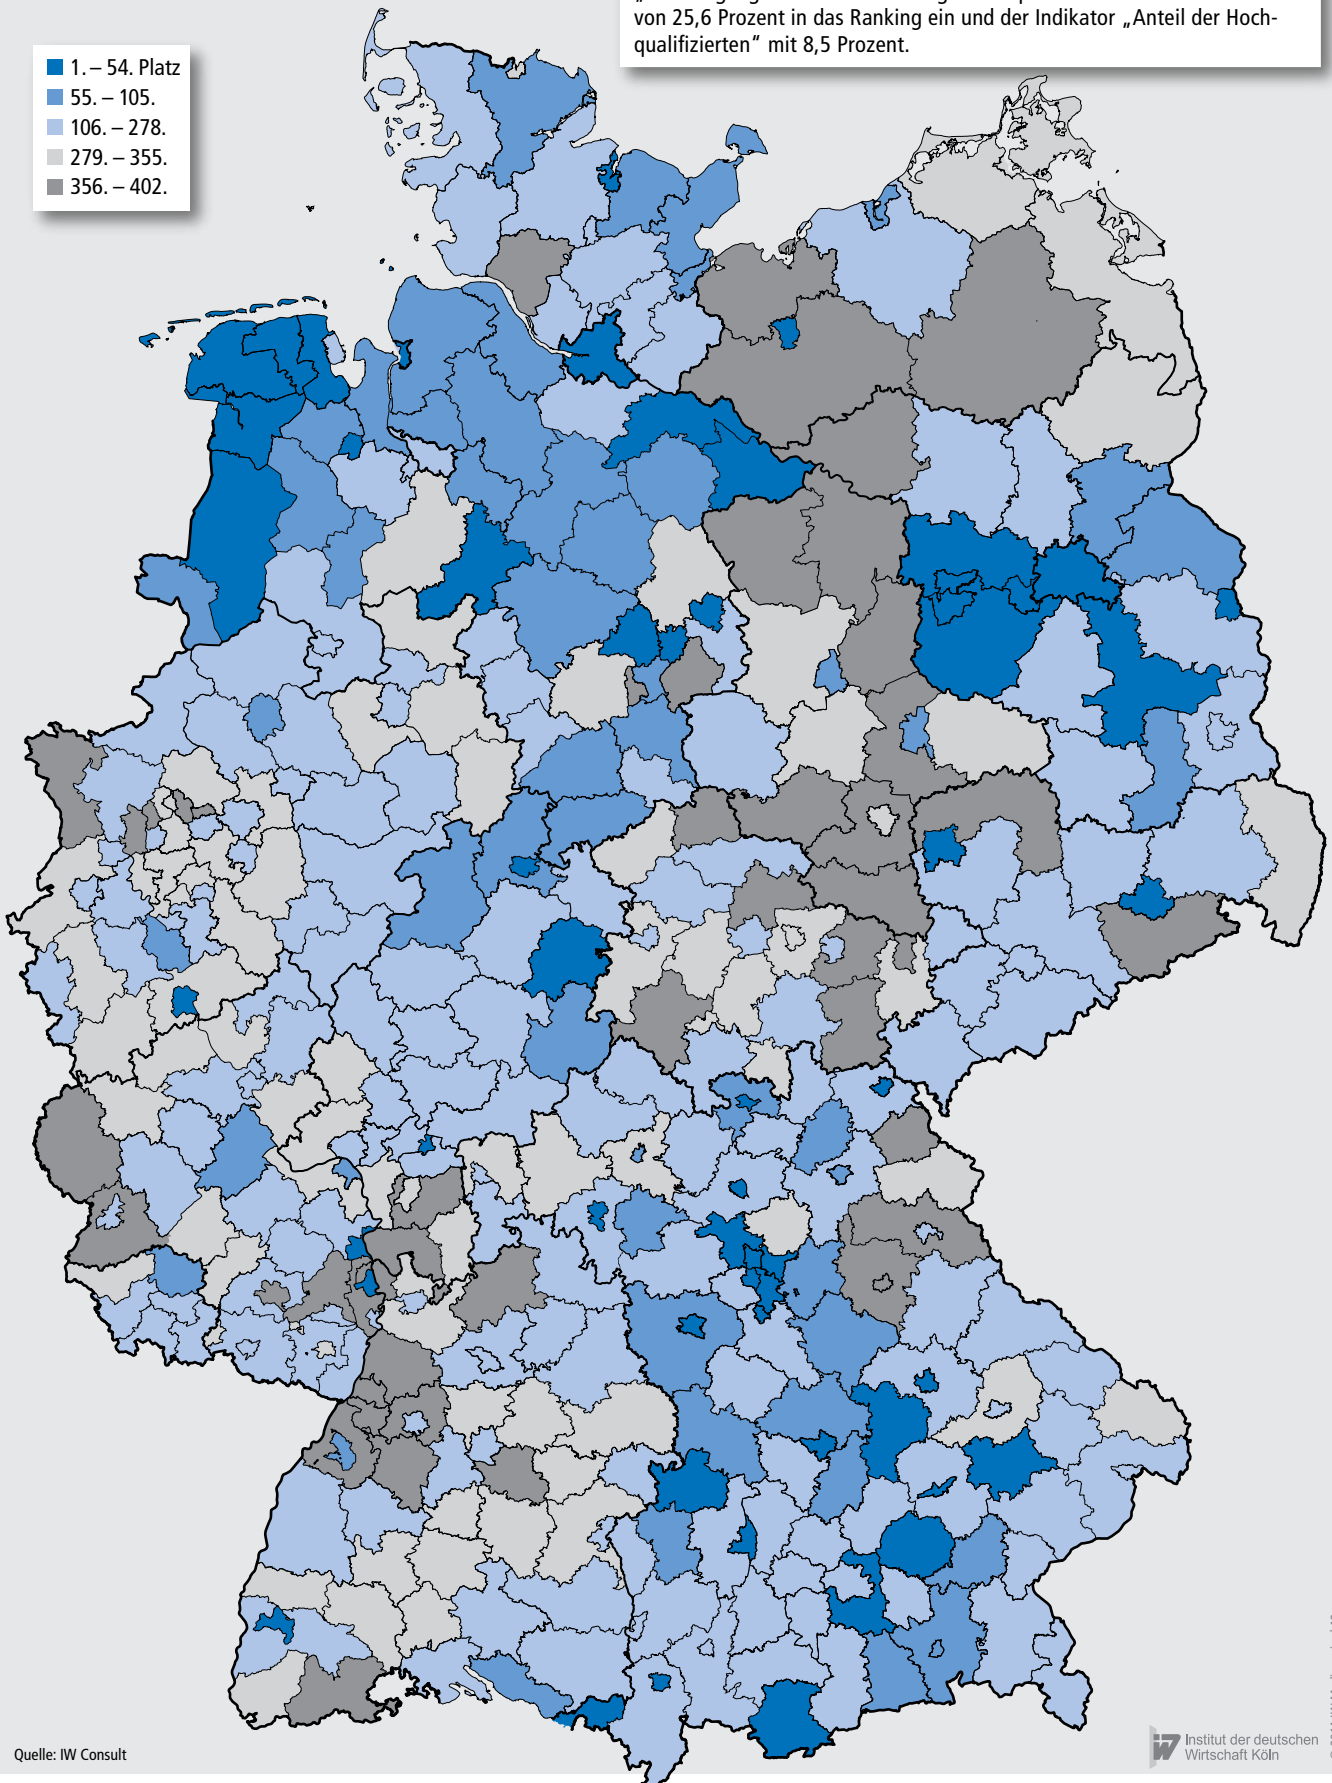 von 25,6 Prozent in das Ranking ein und der Indikator „Anteil der Hoch-
qualifizierten“ mit 8,5 Prozent.
1. – 54. Platz
55. – 105.
106. – 278.
279. – 355.
356. – 402.
Quelle: IW Consult
Institut der deutschen
Wirtschaft Köln